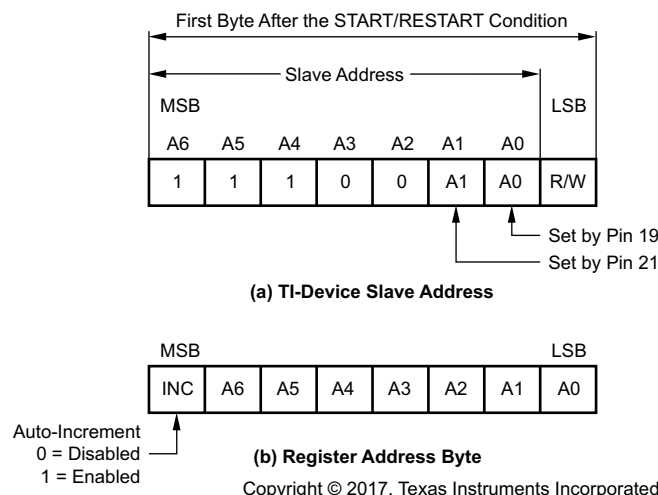 First Byte After the START/RESTART Condition
Slave Address
MSB LSB
A6 A5 A4 A3 A2 A1 A0
1 1 1 0 0 A1 A0 R/W
Set by Pin 19
Set by Pin 21
(a) TI-Device Slave Address
MSB LSB
INC A6 A5 A4 A3 A2 A1 A0
Auto-Increment
0 = Disabled
1 = Enabled
(b) Register Address Byte
Copyright © 2017, Texas Instruments Incorporated